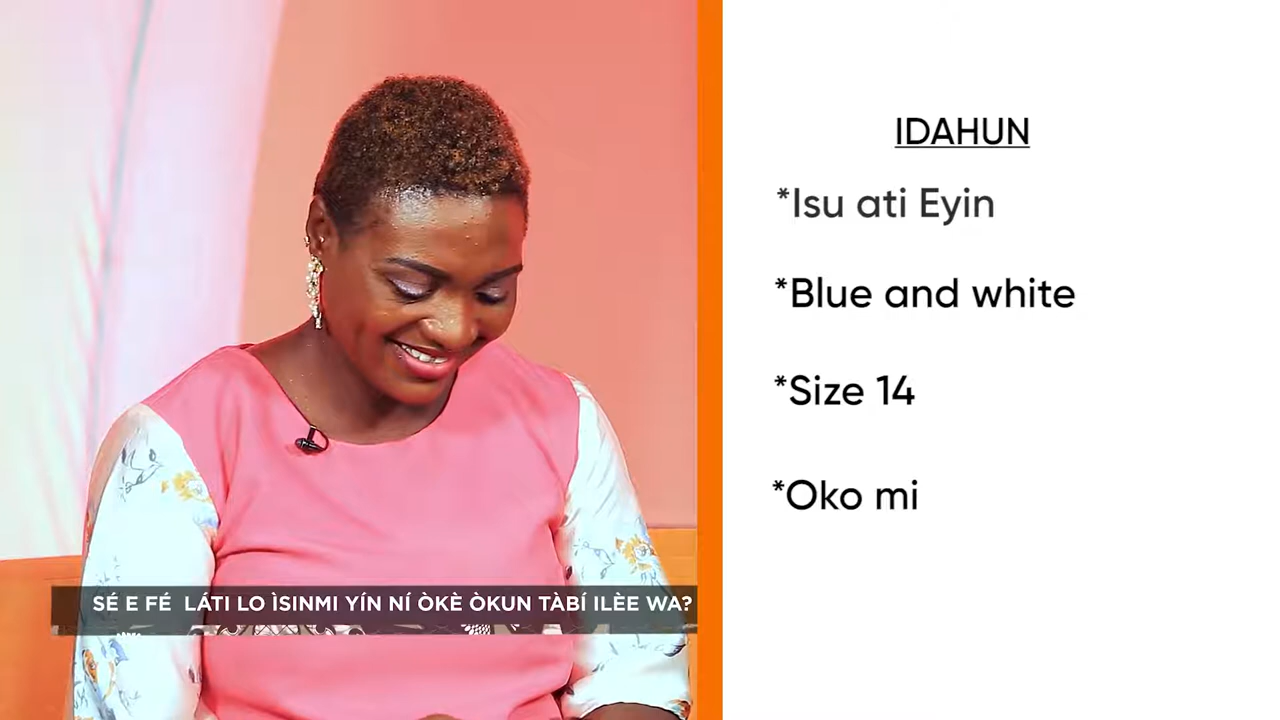 SÉ E FÉ LÁTI LO ÌSINMI YÍN NÍ ÒKÈ ÒKUN TÀBÍ ILÈE WA?
IDAHUN
*Isu ati Eyin
*Blue and white
*Size 14
*Oko mi